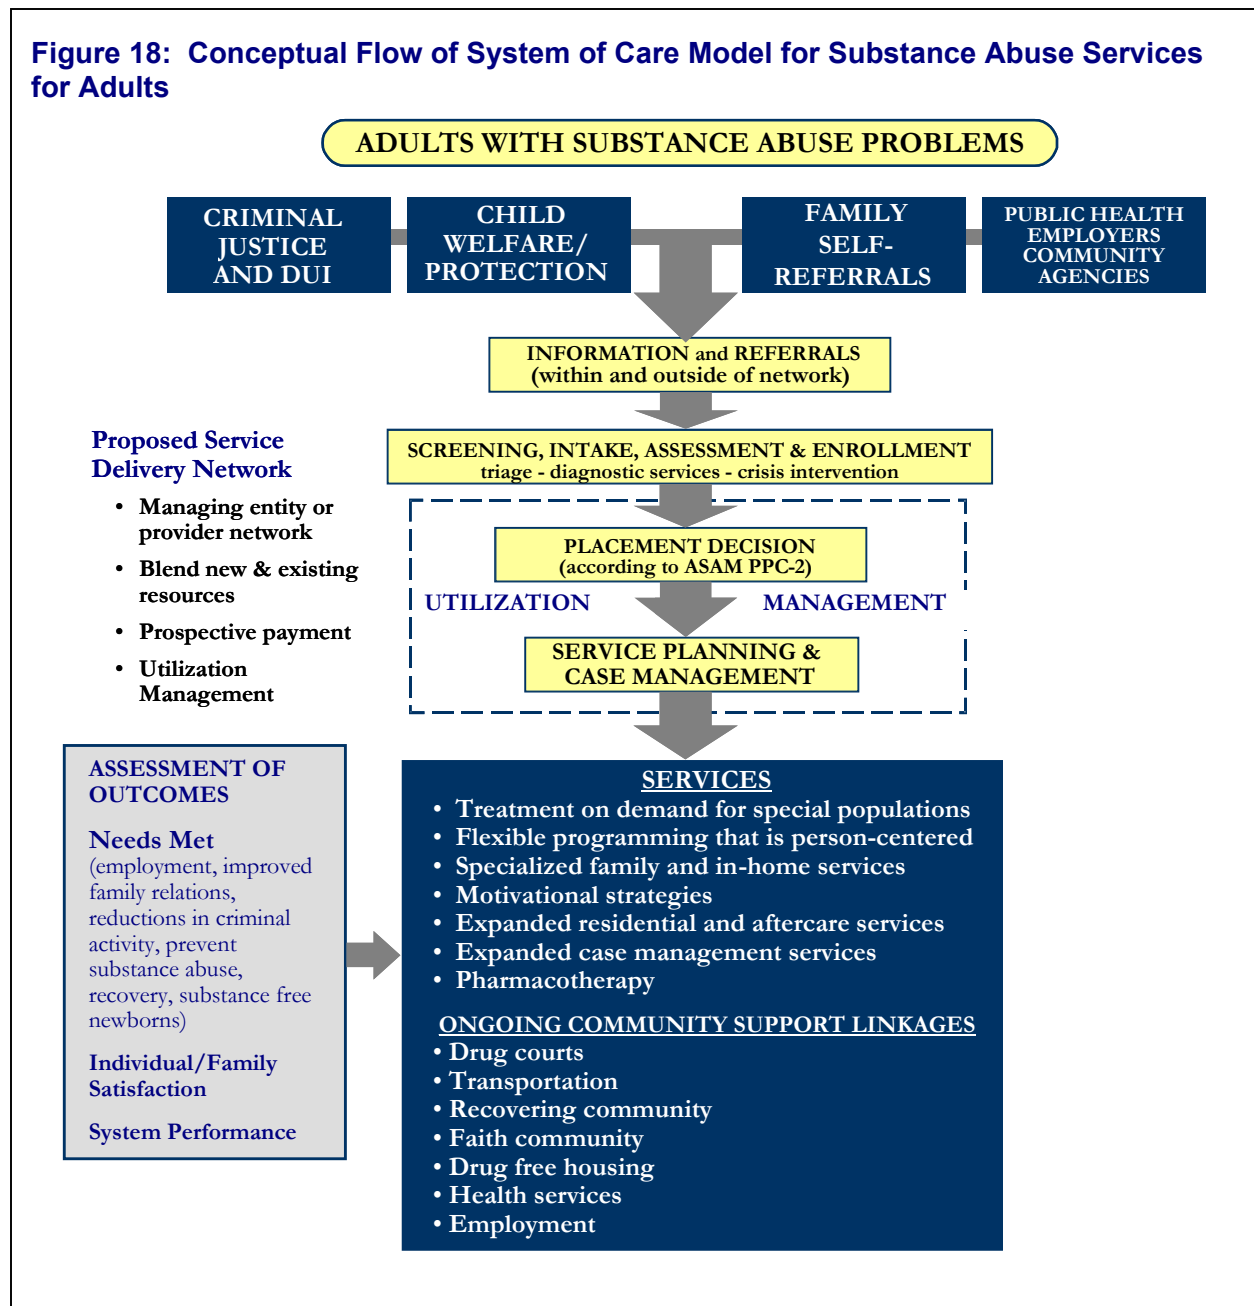 Figure 18:  Conceptual Flow of System of Care Model for Substance Abuse Services
for Adults
ADULTS WITH SUBSTANCE ABUSE PROBLEMS
CRIMINAL
JUSTICE
AND DUI
CHILD
WELFARE/
PROTECTION
FAMILY
SELF-
REFERRALS
PUBLIC HEALTH
EMPLOYERS
COMMUNITY
AGENCIES
INFORMATION and REFERRALS
(within and outside of network)
SCREENING, INTAKE, ASSESSMENT & ENROLLMENT
triage - diagnostic services - crisis intervention
Proposed Service
Delivery Network
• Managing entity or
provider network
• Blend new & existing
resources
• Prospective payment
• Utilization
Management
PLACEMENT DECISION
(according to ASAM PPC-2)
UTILIZATION MANAGEMENT
SERVICE PLANNING &
CASE MANAGEMENT
ASSESSMENT OF
OUTCOMES
Needs Met
(employment, improved
family relations,
reductions in criminal
activity, prevent
substance abuse,
recovery, substance free
newborns)
Individual/Family
Satisfaction
System Performance
SERVICES
• Treatment on demand for special populations
• Flexible programming that is person-centered
• Specialized family and in-home services
• Motivational strategies
• Expanded residential and aftercare services
• Expanded case management services
• Pharmacotherapy
ONGOING COMMUNITY SUPPORT LINKAGES
• Drug courts
• Transportation
• Recovering community
• Faith community
• Drug free housing
• Health services
• Employment